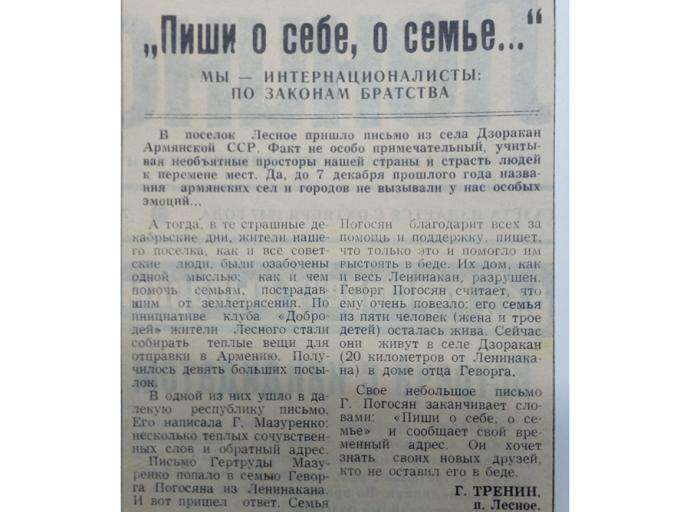 „Пиши о себе, о семье...“
МЫ — ИНТЕРНАЦИОНАЛИСТЫ:
ПО ЗАКОНАМ БРАТСТВА
В поселок Лесное пришло письмо из села Дзоракан
Армянской ССР. Факт не особо примечательный, учиты-
вая необъятные просторы нашей страны и страсть людей
к перемене мест. Да, до 7 декабря прошлого года названия
армянских сел и городов не вызывали у нас особых
эмоций...
А тогда, в те страшные де-
кабрьские дни, жители наше-
го поселка, как и все совет-
ские люди, были озабочены
одной мыслью: как и чем
помочь семьям, пострадав-
шим от землетрясения. По
инициативе клуба «Добро-
дей» жители Лесного стали
собирать теплые вещи для
отправки в Армению. Полу-
чилось девять больших посы-
лок.
В одной из них ушло в да-
лекую республику письмо.
Его написала Г. Мазуренко:
несколько теплых сочувствен-
ных слов и обратный адрес.
Письмо Гертруды Мазу-
ренко попало в семью Гевор-
га Погосяна из Ленинакана.
И вот пришел ответ. Семья
Погосян благодарит всех за
помощь и поддержку, пишет,
что только это и помогло им
выстоять в беде. Их дом, как
и весь Ленинакан, разрушен.
Геворг Погосян считает, что
ему очень повезло: его семья
из пяти человек (жена и трое
детей) осталась жива. Сейчас
они живут в селе Дзоракан
(20 километров от Ленинака-
на) в доме отца Геворга.
Свое небольшое письмо
Г. Погосян заканчивает сло-
вами: «Пиши о себе, о се-
мье» и сообщает свой вре-
менный адрес. Он хочет
знать своих новых друзей,
кто не оставил его в беде.
Г. ТРЕНИН,
п. Лесное.